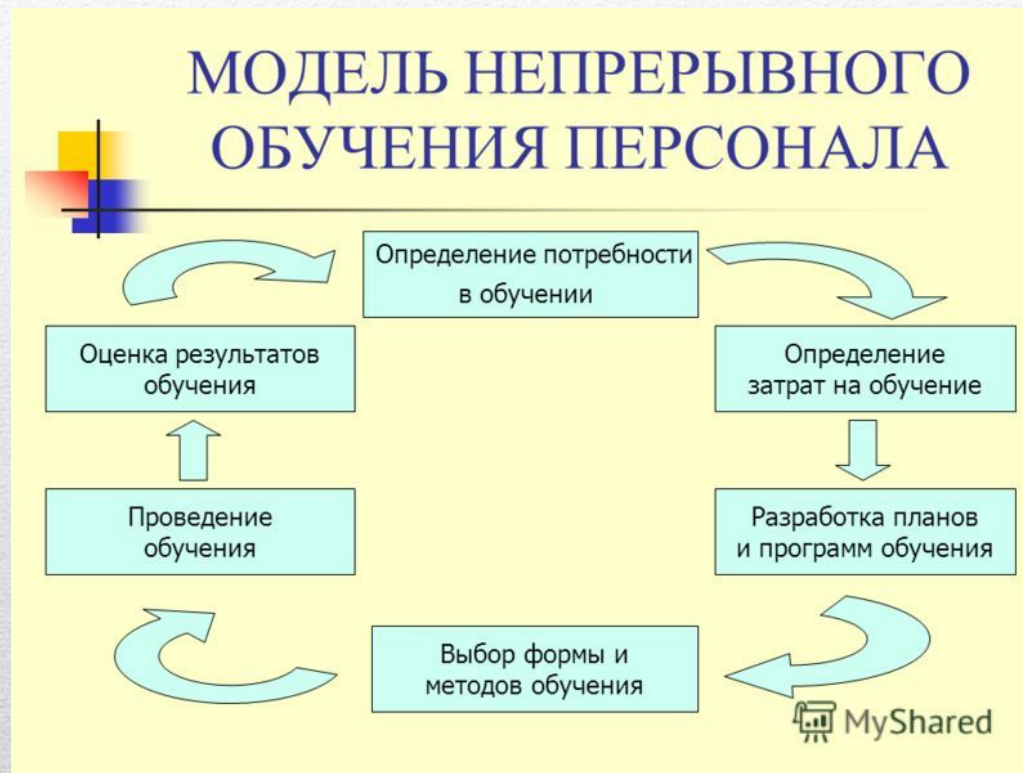 МОДЕЛЬ НЕПРЕРЫВНОГО
ОБУЧЕНИЯ ПЕРСОНАЛА
Определение потребности
в обучении
Определение
затрат на обучение
Разработка планов
и программ обучения
Выбор формы и
методов обучения
Проведение
обучения
Оценка результатов
обучения
MyShared